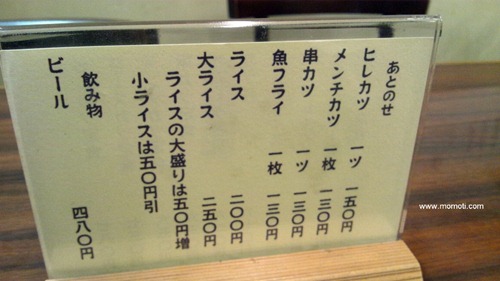 あとのせ
ヒレカツ 一ツ 一五〇円
メンチカツ 一枚 一三〇円
串カツ 一ツ 一三〇円
魚フライ 一枚 一三〇円
ライス 二〇〇円
大ライス 二五〇円
ライスの大盛りは五〇円増
小ライスは五〇円引
飲み物
ビール 四八〇円
www.momoti.com